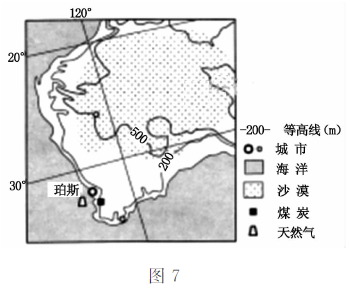 120°
20°
500
200
-200- 等高线(m)
城 市
海 洋
30°
珀斯
沙 漠
煤 炭
天然气
图 7